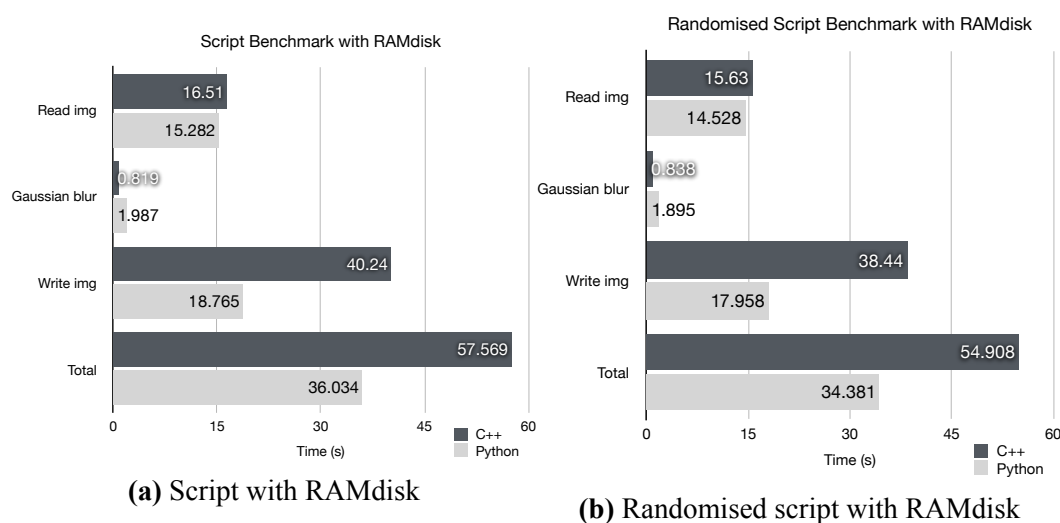 Script Benchmark with RAMdisk
Read img
16.51
15.282
Gaussian blur
0.819
1.987
Write img
40.24
18.765
Total
57.569
36.034
0 15 30 45 60
Time (s)
C++
Python
(a) Script with RAMdisk
Randomised Script Benchmark with RAMdisk
Read img
15.63
14.528
Gaussian blur
0.838
1.895
Write img
38.44
17.958
Total
54.908
34.381
0 15 30 45 60
Time (s)
C++
Python
(b) Randomised script with RAMdisk